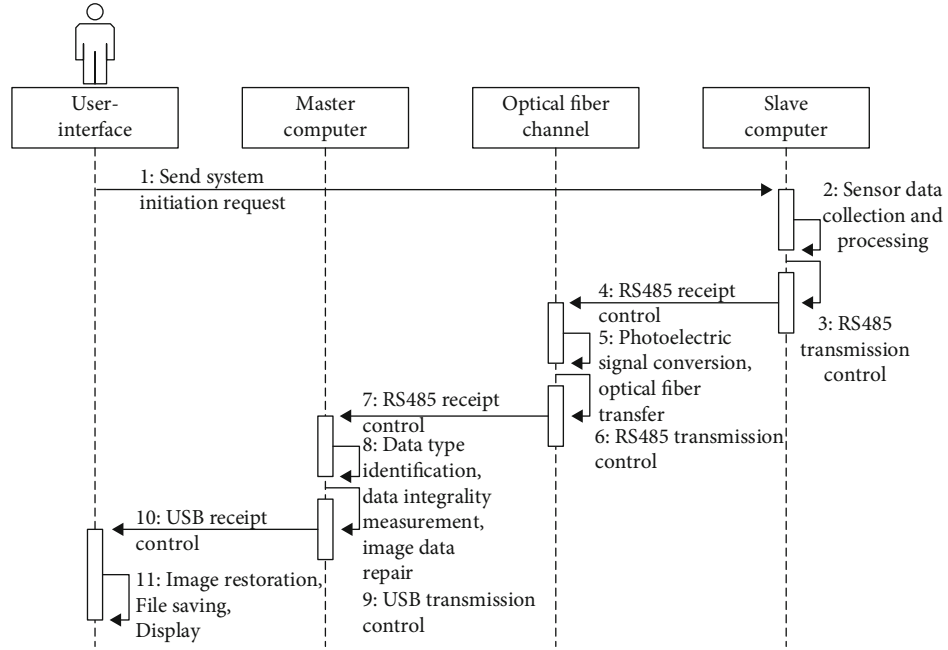 User-
interface
Master
computer
Optical fiber
channel
Slave
computer
1: Send system
initiation request
2: Sensor data
collection and
processing
3: RS485
transmission
control
4: RS485 receipt
control
5: Photoelectric
signal conversion,
optical fiber
transfer
6: RS485 transmission
control
7: RS485 receipt
control
8: Data type
identification,
data integrality
measurement,
image data
repair
9: USB transmission
control
10: USB receipt
control
11: Image restoration,
File saving,
Display